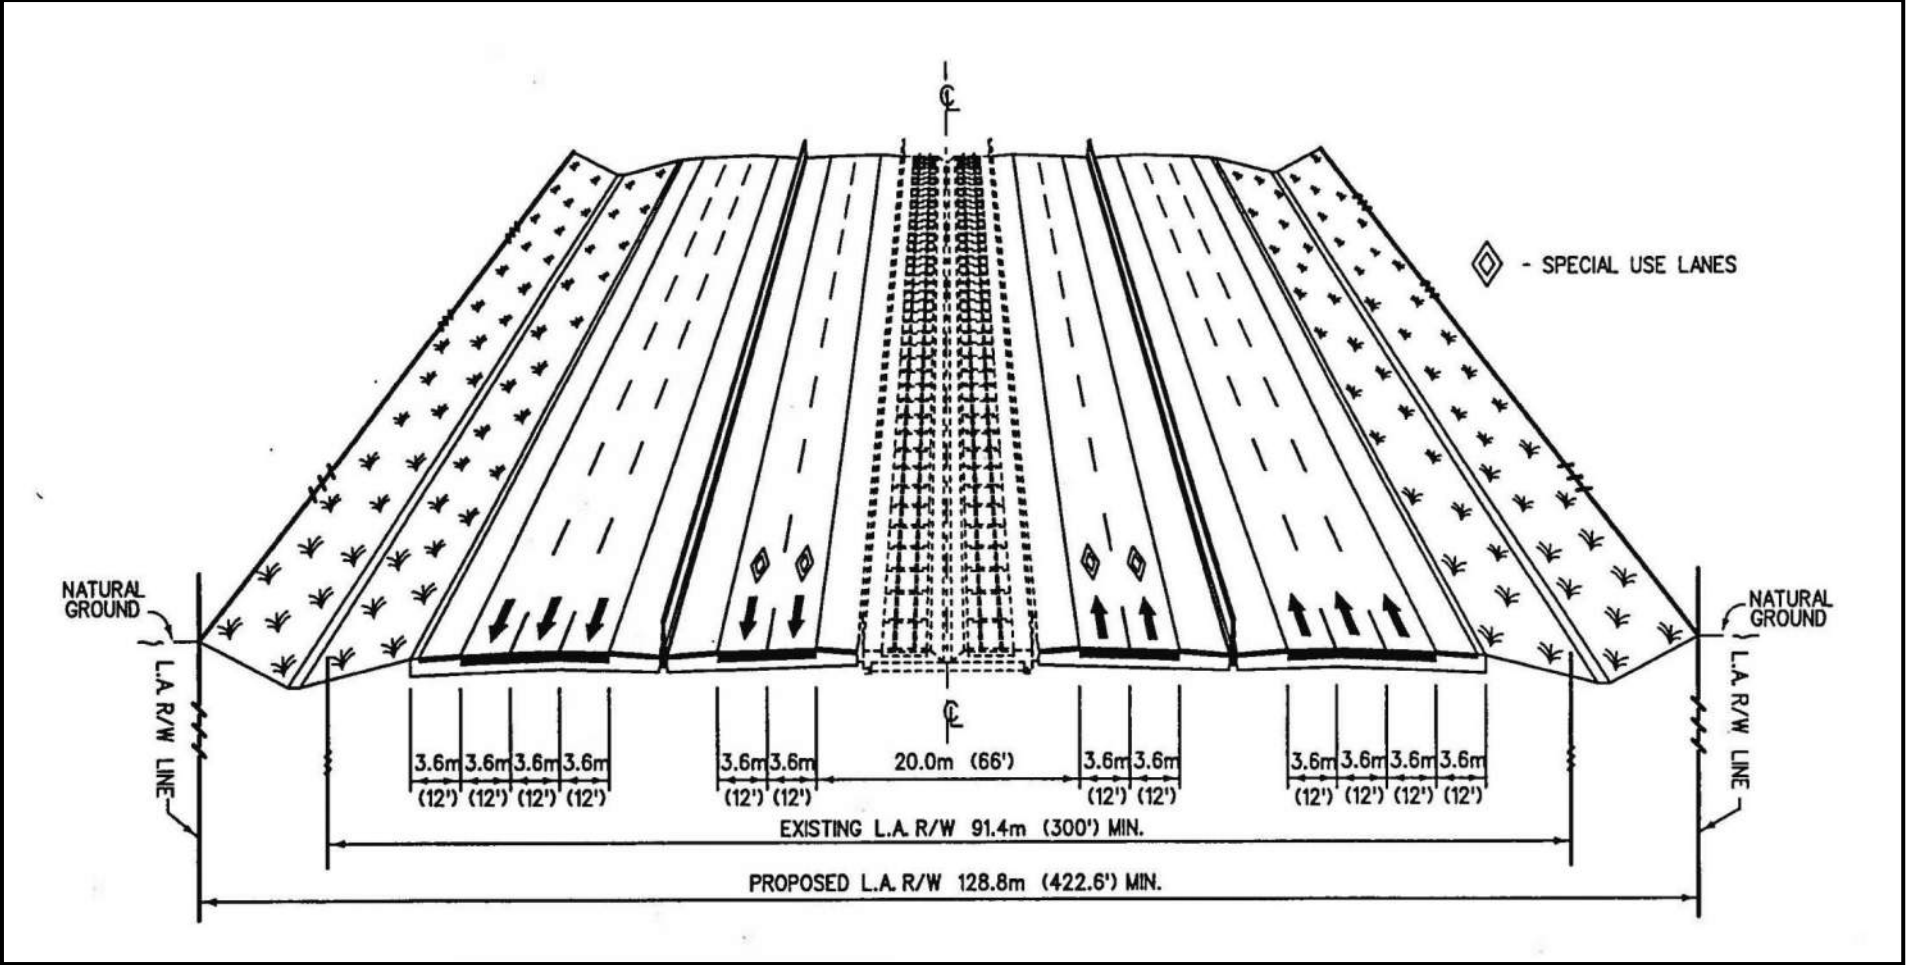 ℄
- SPECIAL USE LANES
NATURAL
GROUND
NATURAL
GROUND
L.A. R/W LINE
L.A. R/W LINE
℄
3.6m 3.6m 3.6m 3.6m
3.6m 3.6m
20.0m (66')
3.6m 3.6m
3.6m 3.6m 3.6m 3.6m
(12') (12') (12') (12')
(12') (12')
(12') (12')
(12') (12') (12') (12')
EXISTING L.A. R/W 91.4m (300') MIN.
PROPOSED L.A. R/W 128.8m (422.6') MIN.